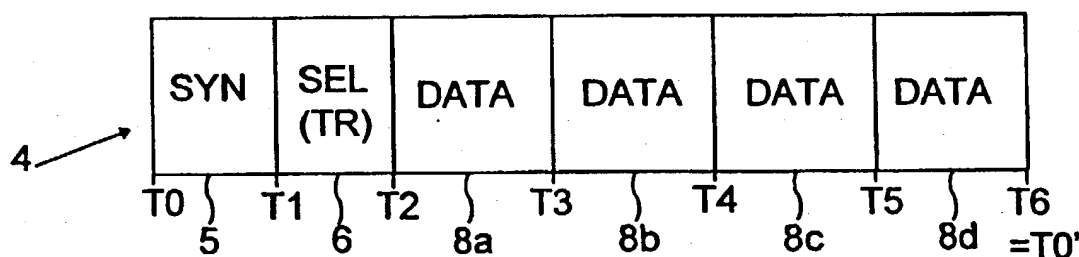 SYN SEL (TR) DATA DATA DATA DATA
4
T0 T1 T2 T3 T4 T5 T6
5 6 8a 8b 8c 8d =T0'